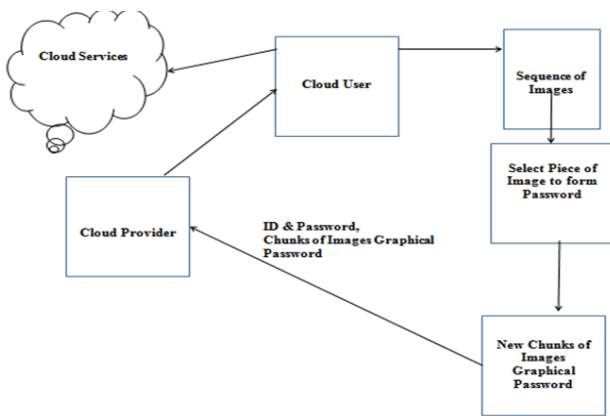 Cloud Services
Cloud User
Sequence of
Images
Select Piece of
Image to form
Password
Cloud Provider
ID & Password,
Chunks of Images Graphical
Password
New Chunks of
Images
Graphical
Password